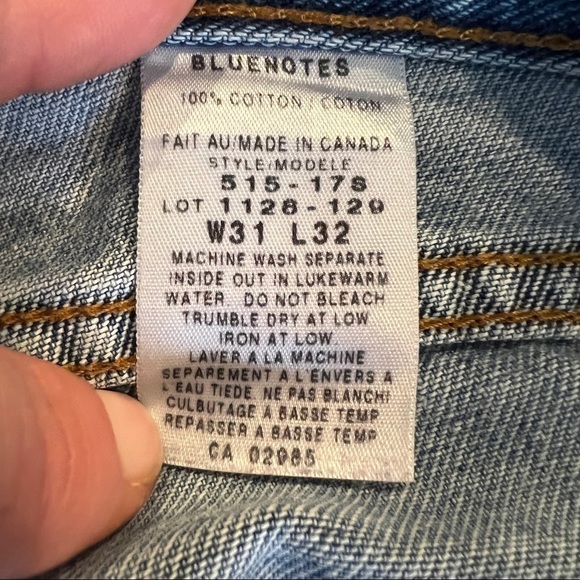 BLUENOTES
100% COTTON / COTON
FAIT AU/MADE IN CANADA
STYLE/MODELE
515-178
LOT 1128-129
W31 L32
MACHINE WASH SEPARATE
INSIDE OUT IN LUKEWARM
WATER. DO NOT BLEACH
TRUMBLE DRY AT LOW
IRON AT LOW.
LAVER A LA MACHINE
SEPAREMENT A L'ENVERS A
L'EAU TIEDE. NE PAS BLANCHI
CULBUTAGE A BASSE TEMP
REPASSER A BASSE TEMP
CA 02085